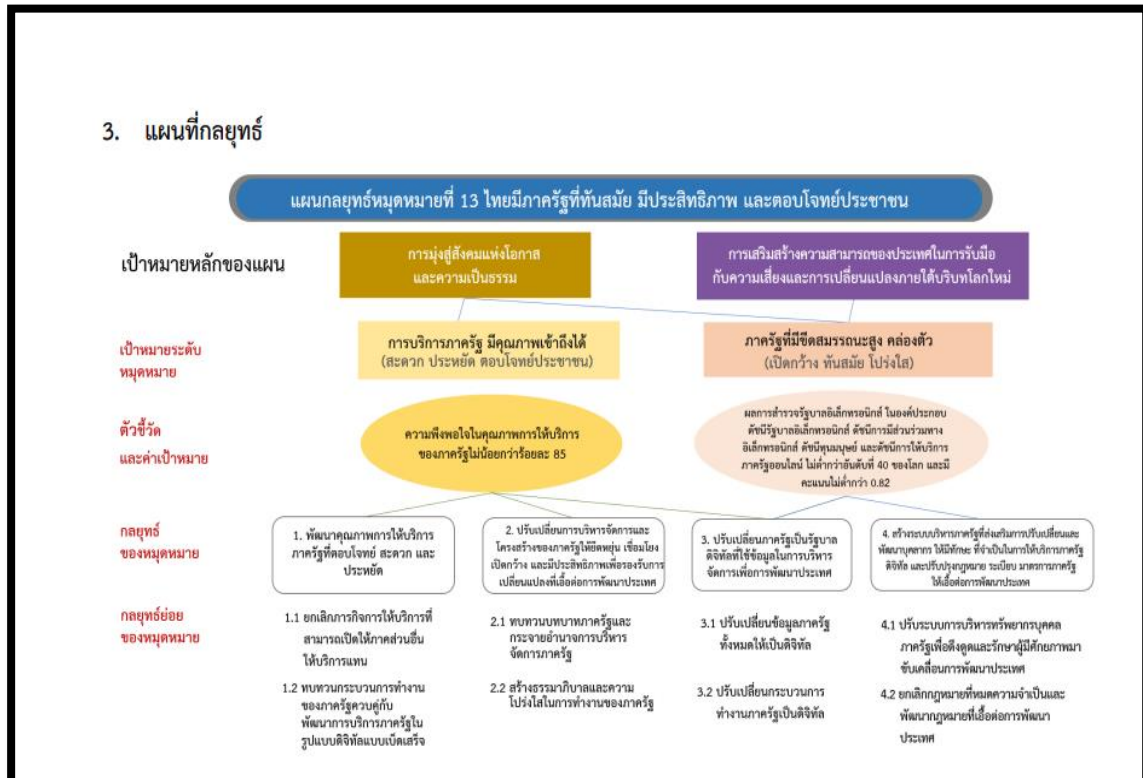 3. แผนที่กลยุทธ์
แผนกลยุทธ์หมุดหมายที่ 13 ไทยมีภาครัฐที่ทันสมัย มีประสิทธิภาพ และตอบโจทย์ประชาชน
เป้าหมายหลักของแผน
การมุ่งสู่สังคมแห่งโอกาส
และความเป็นธรรม
การเสริมสร้างความสามารถของประเทศในการรับมือ
กับความเสี่ยงและการเปลี่ยนแปลงภายใต้บริบทโลกใหม่
เป้าหมายระดับ
หมุดหมาย
การบริการภาครัฐ มีคุณภาพเข้าถึงได้
(สะดวก ประหยัด ตอบโจทย์ประชาชน)
ภาครัฐที่มีขีดสมรรถนะสูง คล่องตัว
(เปิดกว้าง ทันสมัย โปร่งใส)
ตัวชี้วัด
และค่าเป้าหมาย
ความพึงพอใจในคุณภาพการให้บริการ
ของภาครัฐไม่น้อยกว่าร้อยละ 85
ผลการสำรวจรัฐบาลอิเล็กทรอนิกส์ ในองค์ประกอบ
ดัชนีรัฐบาลอิเล็กทรอนิกส์ ดัชนีการมีส่วนร่วมทาง
อิเล็กทรอนิกส์ ดัชนีทุนมนุษย์ และดัชนีการให้บริการ
ภาครัฐออนไลน์ ไม่ต่ำกว่าอันดับที่ 40 ของโลก และมี
คะแนนไม่ต่ำกว่า 0.82
กลยุทธ์
ของหมุดหมาย
1. พัฒนาคุณภาพการให้บริการ
ภาครัฐที่ตอบโจทย์ สะดวก และ
ประหยัด
2. ปรับเปลี่ยนการบริหารจัดการและ
โครงสร้างของภาครัฐให้ยืดหยุ่น เชื่อมโยง
เปิดกว้าง และมีประสิทธิภาพเพื่อรองรับการ
เปลี่ยนแปลงที่เอื้อต่อการพัฒนาประเทศ
3. ปรับเปลี่ยนภาครัฐเป็นรัฐบาล
ดิจิทัลที่ใช้ข้อมูลในการบริหาร
จัดการเพื่อการพัฒนาประเทศ
4. สร้างระบบบริหารภาครัฐที่ส่งเสริมการปรับเปลี่ยนและ
พัฒนาบุคลากร ให้มีทักษะ ที่จำเป็นในการให้บริการภาครัฐ
ดิจิทัล และปรับปรุงกฎหมาย ระเบียบ มาตรการภาครัฐ
ให้เอื้อต่อการพัฒนาประเทศ
กลยุทธ์ย่อย
ของหมุดหมาย
1.1 ยกเลิกภารกิจการให้บริการที่
สามารถเปิดให้ภาคส่วนอื่น
ให้บริการแทน
1.2 ทบทวนกระบวนการทำงาน
ของภาครัฐควบคู่กับ
พัฒนาการบริการภาครัฐใน
รูปแบบดิจิทัลแบบเบ็ดเสร็จ
2.1 ทบทวนบทบาทภาครัฐและ
กระจายอำนาจการบริหาร
จัดการภาครัฐ
2.2 สร้างธรรมาภิบาลและความ
โปร่งใสในการทำงานของภาครัฐ
3.1 ปรับเปลี่ยนข้อมูลภาครัฐ
ทั้งหมดให้เป็นดิจิทัล
3.2 ปรับเปลี่ยนกระบวนการ
ทำงานภาครัฐเป็นดิจิทัล
4.1 ปรับระบบการบริหารทรัพยากรบุคคล
ภาครัฐเพื่อดึงดูดและรักษาผู้มีศักยภาพมา
ขับเคลื่อนการพัฒนาประเทศ
4.2 ยกเลิกกฎหมายที่หมดความจำเป็นและ
พัฒนากฎหมายที่เอื้อต่อการพัฒนา
ประเทศ